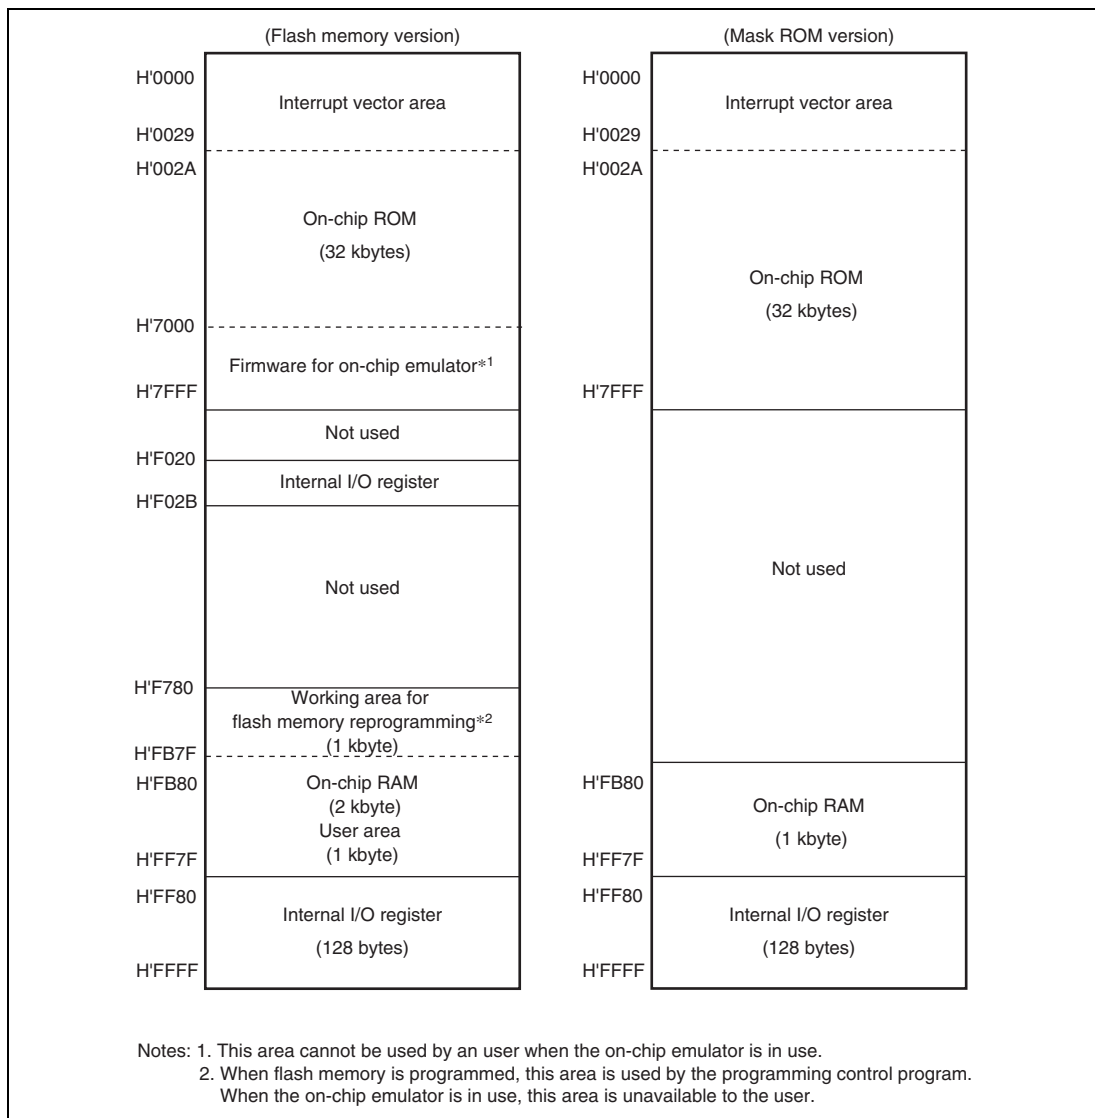 (Flash memory version)
H'0000
Interrupt vector area
H'0029
H'002A
On-chip ROM
(32 kbytes)
H'7000
Firmware for on-chip emulator*1
H'7FFF
Not used
H'F020
Internal I/O register
H'F02B
Not used
H'F780
Working area for
flash memory reprogramming*2
(1 kbyte)
H'FB7F
H'FB80
On-chip RAM
(2 kbyte)
User area
(1 kbyte)
H'FF7F
H'FF80
Internal I/O register
(128 bytes)
H'FFFF
(Mask ROM version)
H'0000
Interrupt vector area
H'0029
H'002A
On-chip ROM
(32 kbytes)
H'7FFF
Not used
H'FB80
On-chip RAM
(1 kbyte)
H'FF7F
H'FF80
Internal I/O register
(128 bytes)
H'FFFF
Notes: 1. This area cannot be used by an user when the on-chip emulator is in use.
2. When flash memory is programmed, this area is used by the programming control program.
When the on-chip emulator is in use, this area is unavailable to the user.